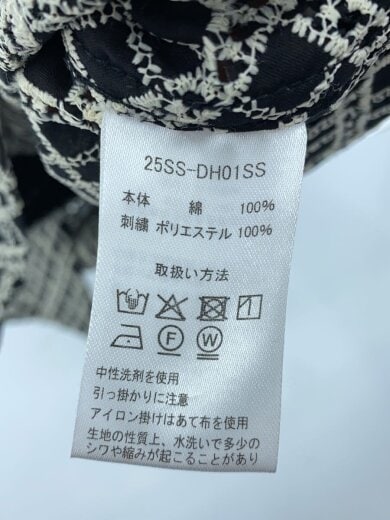 25SS-DH01SS
本体 綿 100%
刺繍 ポリエステル 100%
取扱い方法
F W
中性洗剤を使用
引っ掛かりに注意
アイロン掛けはあて布を使用
生地の性質上、水洗いで多少の
シワや縮みが起こることがあり